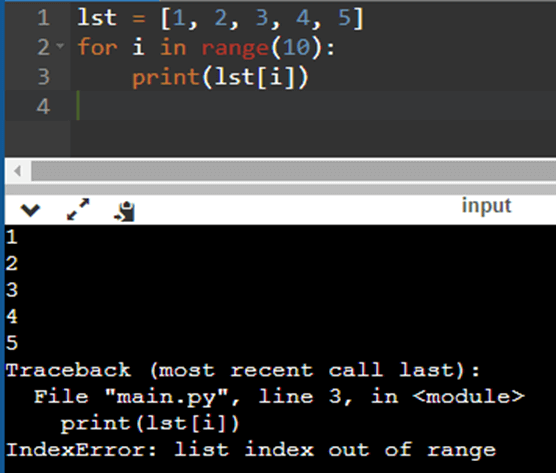 1 lst = [1, 2, 3, 4, 5]
2 for i in range(10):
3     print(lst[i])
4
input
1
2
3
4
5
Traceback (most recent call last):
  File "main.py", line 3, in <module>
    print(lst[i])
IndexError: list index out of range